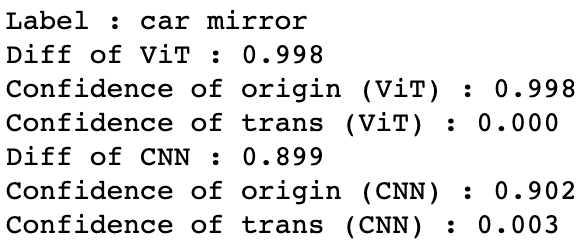 Label : car mirror
Diff of ViT : 0.998
Confidence of origin (ViT) : 0.998
Confidence of trans (ViT) : 0.000
Diff of CNN : 0.899
Confidence of origin (CNN) : 0.902
Confidence of trans (CNN) : 0.003